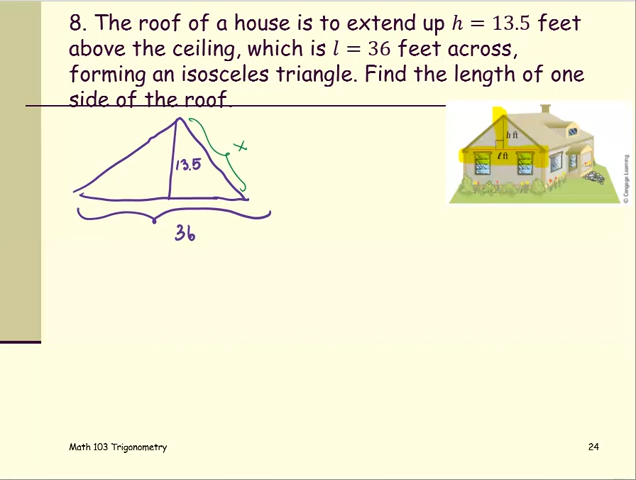 8. The roof of a house is to extend up h = 13.5 feet
above the ceiling, which is l = 36 feet across,
forming an isosceles triangle. Find the length of one
side of the roof.
x
13.5
36
h ft
ℓ ft
© Cengage Learning
Math 103 Trigonometry
24